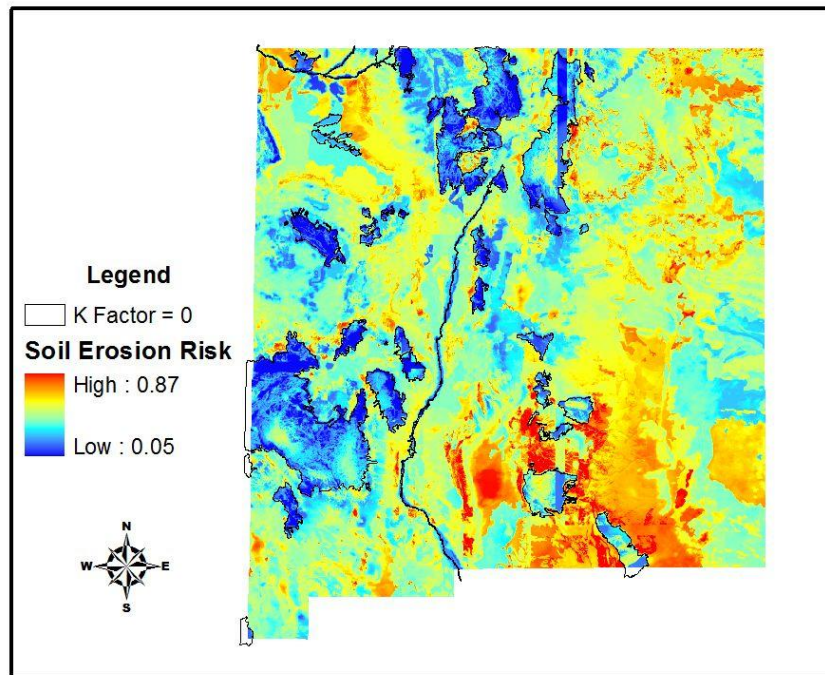 Legend
K Factor = 0
Soil Erosion Risk
High : 0.87
Low : 0.05
N
W E
S